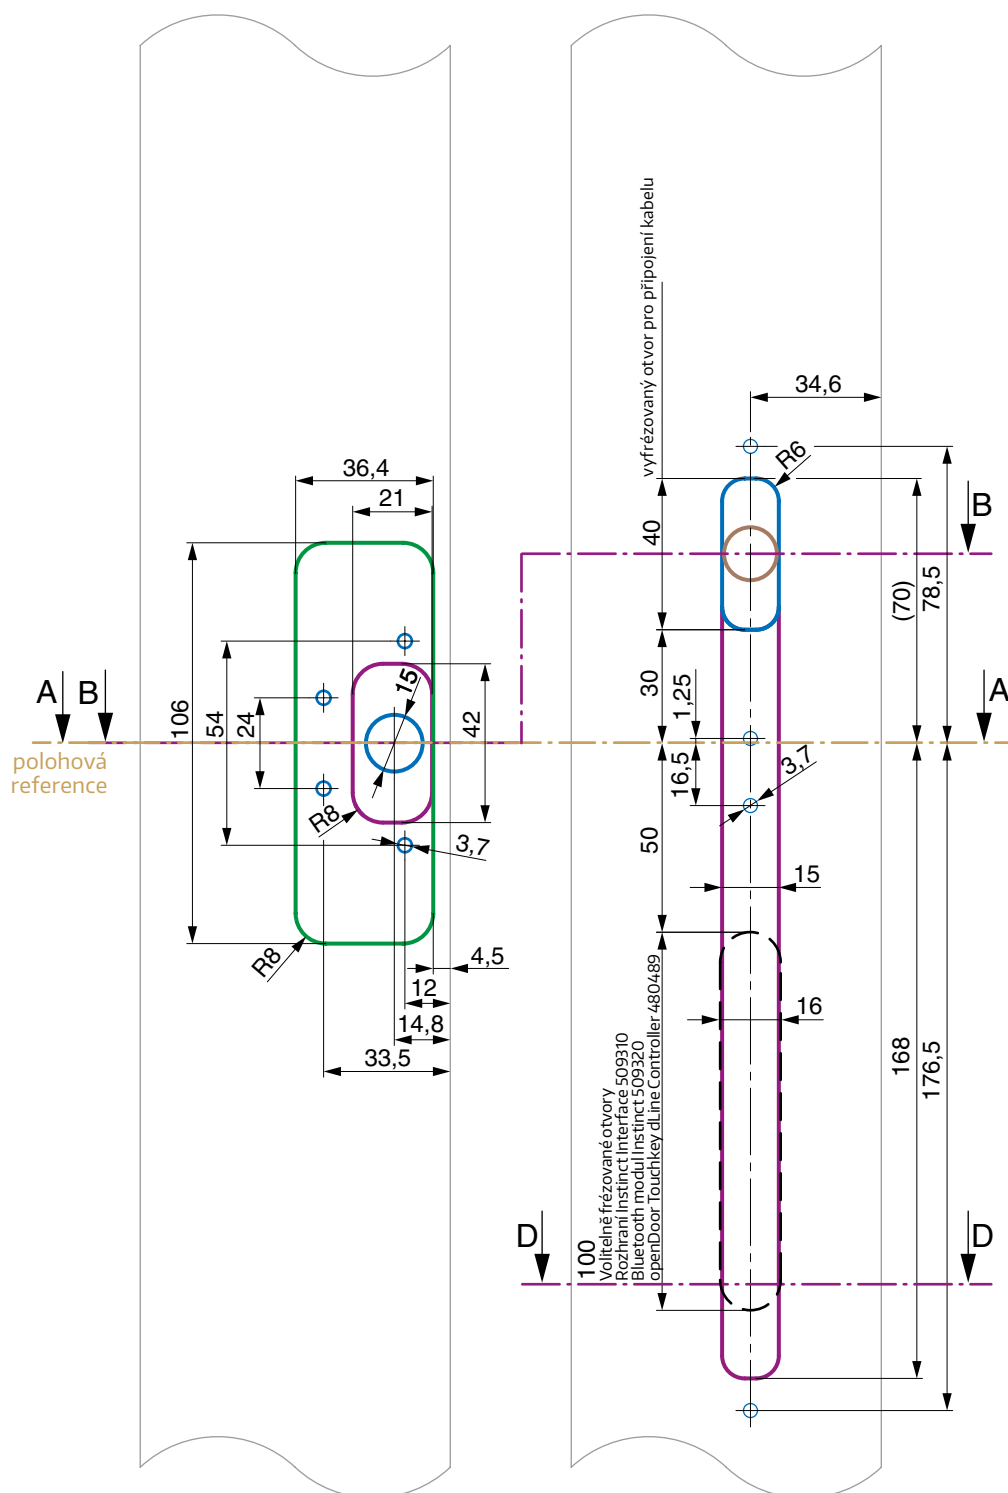 vyfrézovaný otvor pro připojení kabelu
34,6
R6
36,4
21
B
40
(70)
78,5
15
30
1,25
A
B
106
54
24
42
A
polohová
reference
16,5
3,7
R8
3,7
50
15
R8
4,5
12
14,8
33,5
16
168
176,5
100
Volitelně frézované otvory
Rozhraní Instinct Interface 509310
Bluetooth modul Instinct 509320
openDoor Touchkey dLine Controller 480489
D
D